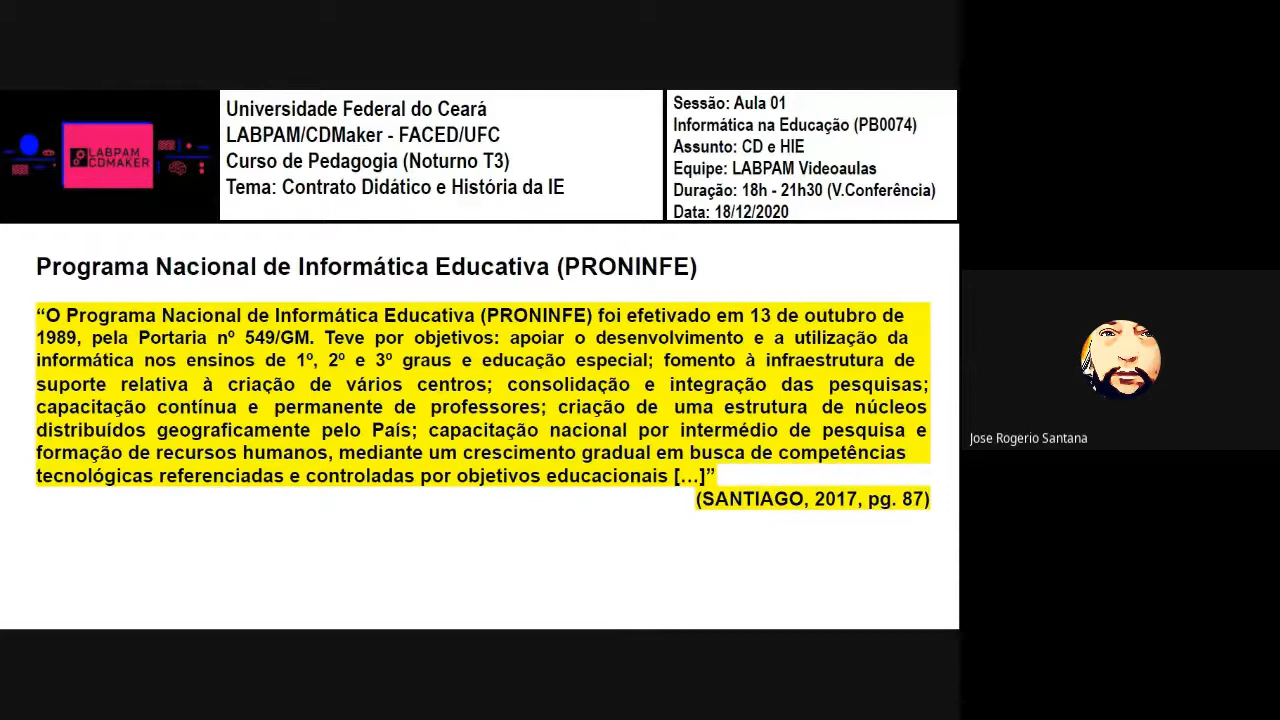 LABPAM
CDMAKER
Universidade Federal do Ceará
LABPAM/CDMaker - FACED/UFC
Curso de Pedagogia (Noturno T3)
Tema: Contrato Didático e História da IE
Sessão: Aula 01
Informática na Educação (PB0074)
Assunto: CD e HIE
Equipe: LABPAM Videoaulas
Duração: 18h - 21h30 (V.Conferência)
Data: 18/12/2020
Programa Nacional de Informática Educativa (PRONINFE)
“O Programa Nacional de Informática Educativa (PRONINFE) foi efetivado em 13 de outubro de
1989, pela Portaria nº 549/GM. Teve por objetivos: apoiar o desenvolvimento e a utilização da
informática nos ensinos de 1º, 2º e 3º graus e educação especial; fomento à infraestrutura de
suporte relativa à criação de vários centros; consolidação e integração das pesquisas;
capacitação contínua e permanente de professores; criação de uma estrutura de núcleos
distribuídos geograficamente pelo País; capacitação nacional por intermédio de pesquisa e
formação de recursos humanos, mediante um crescimento gradual em busca de competências
tecnológicas referenciadas e controladas por objetivos educacionais […]”
(SANTIAGO, 2017, pg. 87)
Jose Rogerio Santana